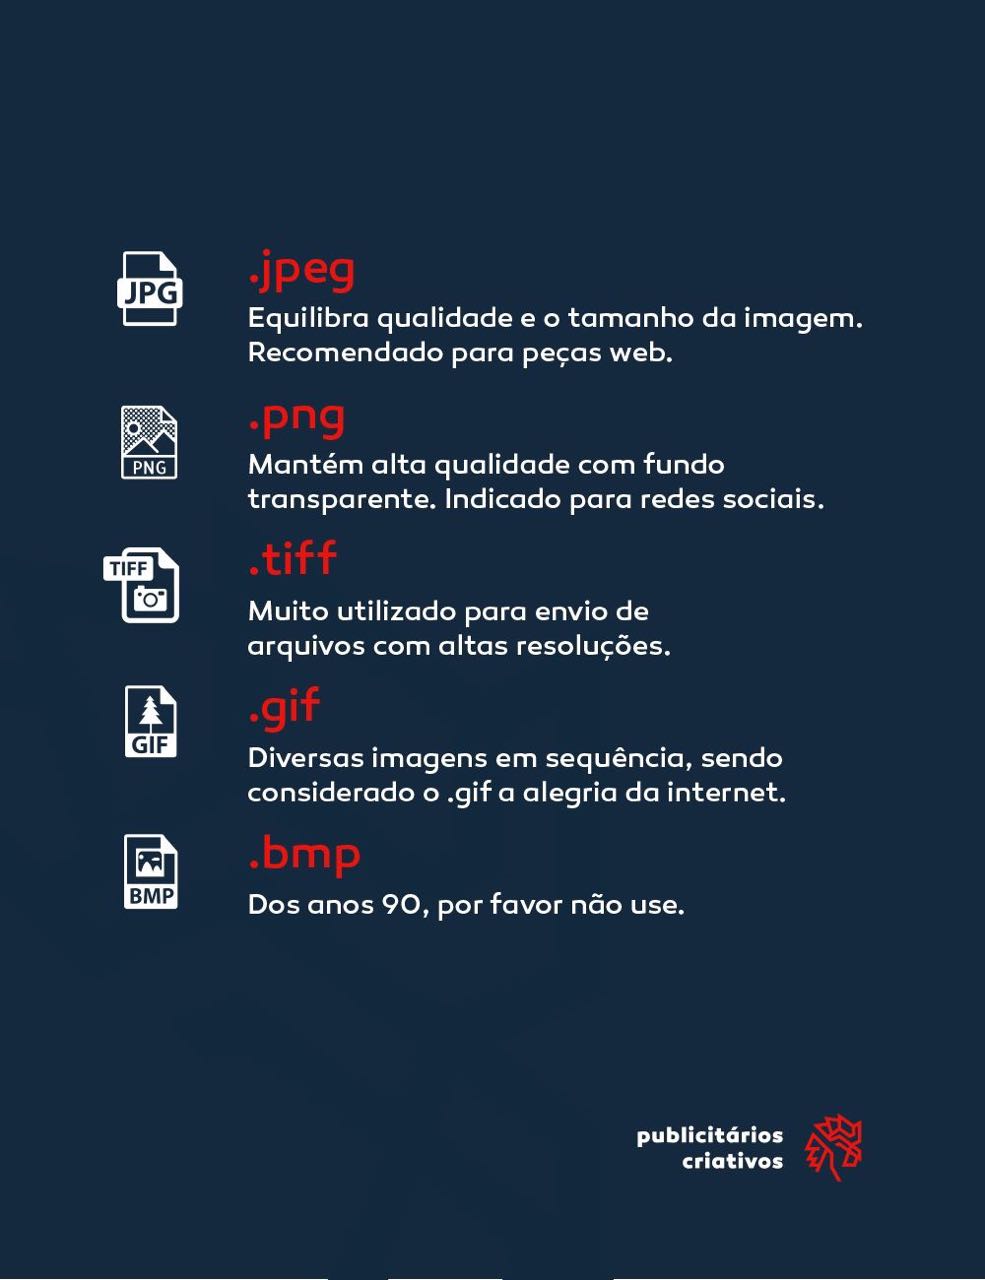 JPG
.jpeg
Equilibra qualidade e o tamanho da imagem.
Recomendado para peças web.
PNG
.png
Mantém alta qualidade com fundo
transparente. Indicado para redes sociais.
TIFF
.tiff
Muito utilizado para envio de
arquivos com altas resoluções.
GIF
.gif
Diversas imagens em sequência, sendo
considerado o .gif a alegria da internet.
BMP
.bmp
Dos anos 90, por favor não use.
publicitários
criativos